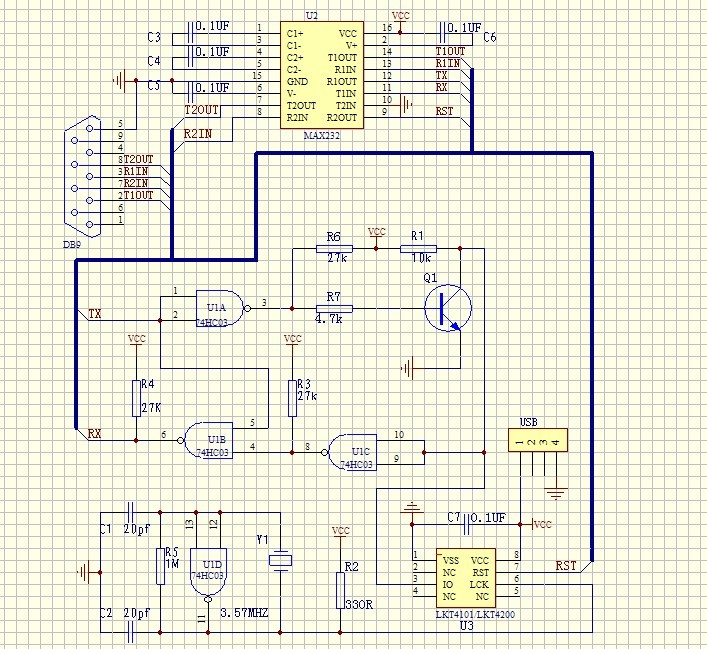 U2
VCC
C3
0.1UF
1 C1+ VCC 16
0.1UF
C6
3 C1- V+ 2
C4
0.1UF
4 C2+ T1OUT 14 T1OUT
5 C2- R1IN 13 R1IN
15 GND R1OUT 12 TX
C5
0.1UF
6 V- T1IN 11 RX
7 T2OUT T2IN 10
8 R2IN R2OUT 9 RST
MAX232
T2OUT
R2IN
5
9
4
8 T2OUT
3 R1IN
7 R2IN
2 T1OUT
6
1
DB9
R6
27k
VCC
R1
10k
Q1
TX
1
2
U1A
74HC03
3
R7
4.7k
VCC
R4
27K
VCC
R3
27k
RX
6
U1B
74HC03
5
4
8
U1C
74HC03
10
9
USB
1 2 3 4
C1 20pf
13 12
R5
1M
U1D
74HC03
11
Y1
3.57MHZ
C2 20pf
VCC
R2
330R
C7 0.1UF
VCC
1 VSS VCC 8
2 NC RST 7 RST
3 IO LCK 6
4 NC NC 5
LKT4101/LKT4200
U3